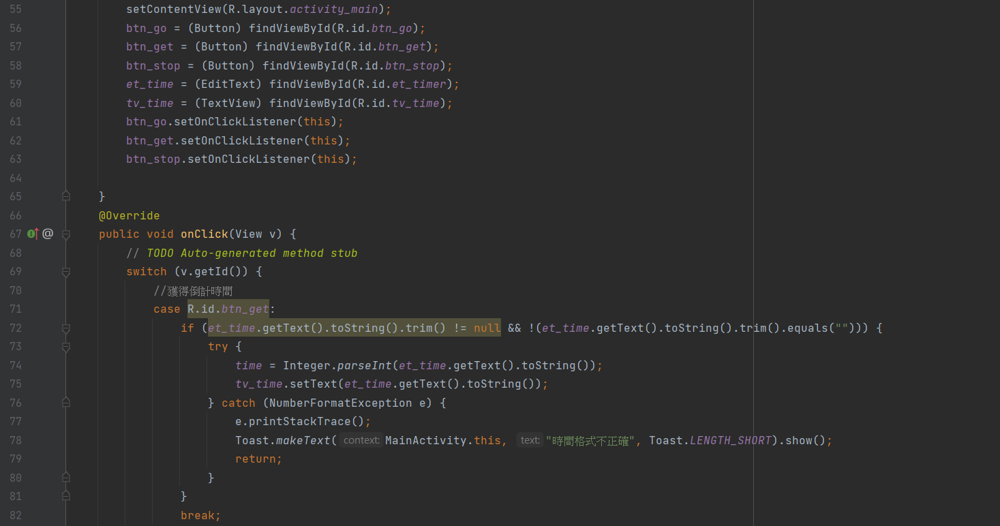 55 setContentView(R.layout.activity_main);
56 btn_go = (Button) findViewById(R.id.btn_go);
57 btn_get = (Button) findViewById(R.id.btn_get);
58 btn_stop = (Button) findViewById(R.id.btn_stop);
59 et_time = (EditText) findViewById(R.id.et_timer);
60 tv_time = (TextView) findViewById(R.id.tv_time);
61 btn_go.setOnClickListener(this);
62 btn_get.setOnClickListener(this);
63 btn_stop.setOnClickListener(this);
64
65 }
66 @Override
67 @ public void onClick(View v) {
68 // TODO Auto-generated method stub
69 switch (v.getId()) {
70 //獲得倒計時間
71 case R.id.btn_get:
72 if (et_time.getText().toString().trim() != null && !(et_time.getText().toString().trim().equals(""))) {
73 try {
74 time = Integer.parseInt(et_time.getText().toString());
75 tv_time.setText(et_time.getText().toString());
76 } catch (NumberFormatException e) {
77 e.printStackTrace();
78 Toast.makeText( context: MainActivity.this, text: "時間格式不正確", Toast.LENGTH_SHORT).show();
79 return;
80 }
81 }
82 break;